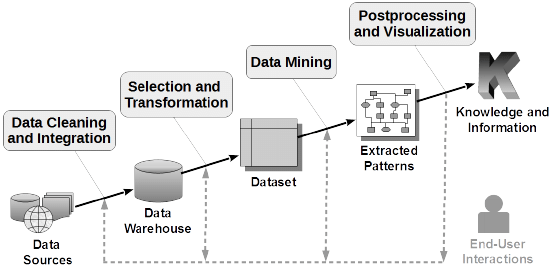 Postprocessing
and Visualization
Data Mining
Selection and
Transformation
Data Cleaning
and Integration
K
Knowledge and
Information
Extracted
Patterns
Dataset
Data
Warehouse
Data
Sources
End-User
Interactions